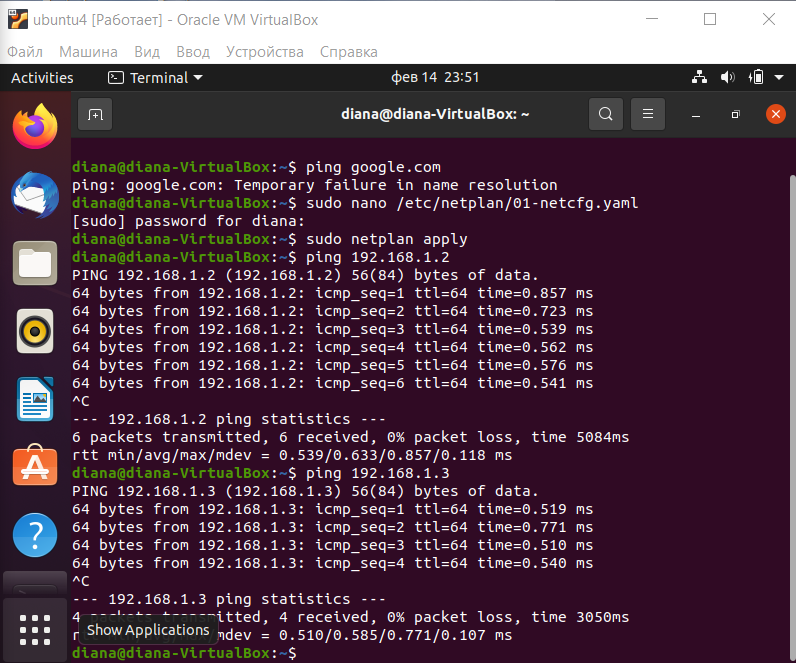 ubuntu4 [Работает] - Oracle VM VirtualBox
Файл Машина Вид Ввод Устройства Справка
Activities Terminal фев 14 23:51
diana@diana-VirtualBox: ~
diana@diana-VirtualBox:~$ ping google.com
ping: google.com: Temporary failure in name resolution
diana@diana-VirtualBox:~$ sudo nano /etc/netplan/01-netcfg.yaml
[sudo] password for diana:
diana@diana-VirtualBox:~$ sudo netplan apply
diana@diana-VirtualBox:~$ ping 192.168.1.2
PING 192.168.1.2 (192.168.1.2) 56(84) bytes of data.
64 bytes from 192.168.1.2: icmp_seq=1 ttl=64 time=0.857 ms
64 bytes from 192.168.1.2: icmp_seq=2 ttl=64 time=0.723 ms
64 bytes from 192.168.1.2: icmp_seq=3 ttl=64 time=0.539 ms
64 bytes from 192.168.1.2: icmp_seq=4 ttl=64 time=0.562 ms
64 bytes from 192.168.1.2: icmp_seq=5 ttl=64 time=0.576 ms
64 bytes from 192.168.1.2: icmp_seq=6 ttl=64 time=0.541 ms
^C
--- 192.168.1.2 ping statistics ---
6 packets transmitted, 6 received, 0% packet loss, time 5084ms
rtt min/avg/max/mdev = 0.539/0.633/0.857/0.118 ms
diana@diana-VirtualBox:~$ ping 192.168.1.3
PING 192.168.1.3 (192.168.1.3) 56(84) bytes of data.
64 bytes from 192.168.1.3: icmp_seq=1 ttl=64 time=0.519 ms
64 bytes from 192.168.1.3: icmp_seq=2 ttl=64 time=0.771 ms
64 bytes from 192.168.1.3: icmp_seq=3 ttl=64 time=0.510 ms
64 bytes from 192.168.1.3: icmp_seq=4 ttl=64 time=0.540 ms
^C
--- 192.168.1.3 ping statistics ---
4 packets transmitted, 4 received, 0% packet loss, time 3050ms
Show Applications
mdev = 0.510/0.585/0.771/0.107 ms
diana@diana-VirtualBox:~$